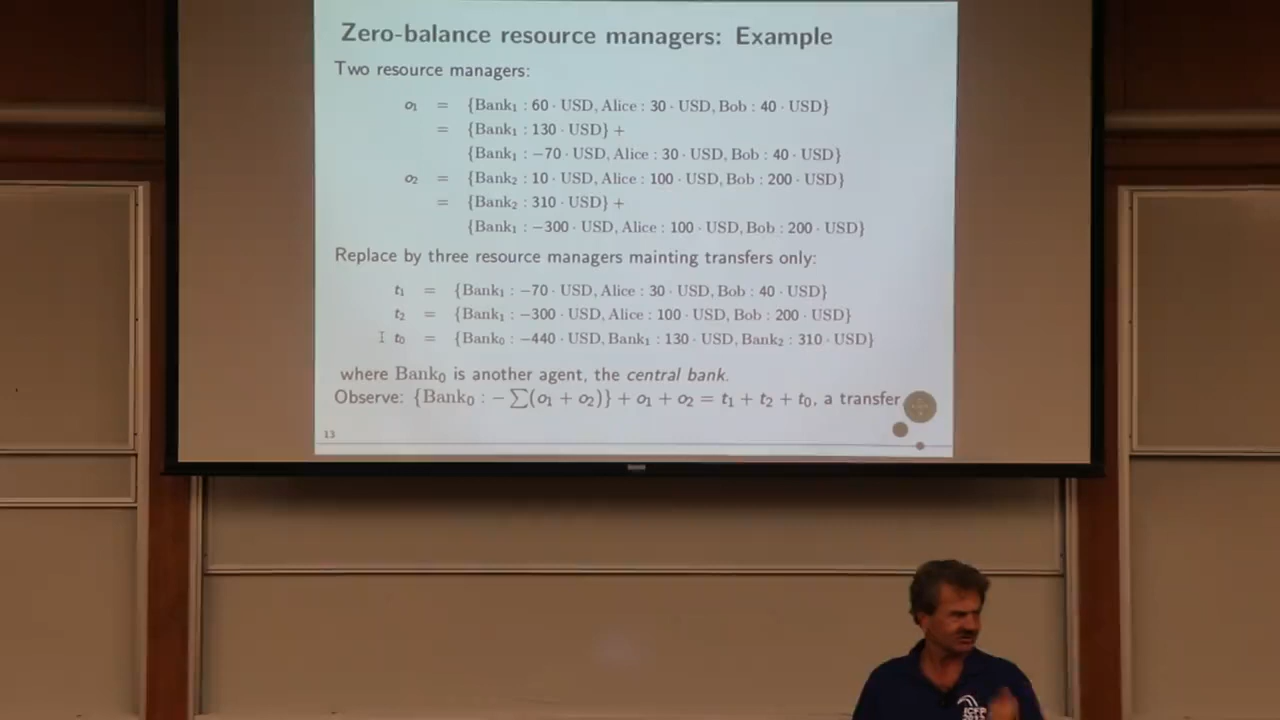 Zero-balance resource managers: Example
Two resource managers:
o₁ = {Bank₁ : 60 · USD, Alice : 30 · USD, Bob : 40 · USD}
= {Bank₁ : 130 · USD} +
{Bank₁ : −70 · USD, Alice : 30 · USD, Bob : 40 · USD}
o₂ = {Bank₂ : 10 · USD, Alice : 100 · USD, Bob : 200 · USD}
= {Bank₂ : 310 · USD} +
{Bank₁ : −300 · USD, Alice : 100 · USD, Bob : 200 · USD}
Replace by three resource managers mainting transfers only:
t₁ = {Bank₁ : −70 · USD, Alice : 30 · USD, Bob : 40 · USD}
t₂ = {Bank₁ : −300 · USD, Alice : 100 · USD, Bob : 200 · USD}
t₀ = {Bank₀ : −440 · USD, Bank₁ : 130 · USD, Bank₂ : 310 · USD}
where Bank₀ is another agent, the central bank.
Observe: {Bank₀ : − ∑(o₁ + o₂)} + o₁ + o₂ = t₁ + t₂ + t₀, a transfer
13
ICFP